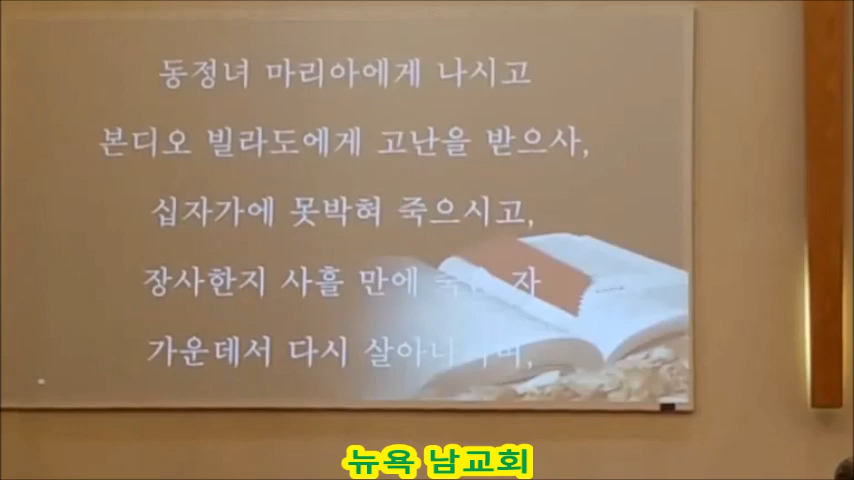 동정녀 마리아에게 나시고
본디오 빌라도에게 고난을 받으사,
십자가에 못박혀 죽으시고,
장사한지 사흘 만에 자
가운데서 다시
뉴욕 남교회